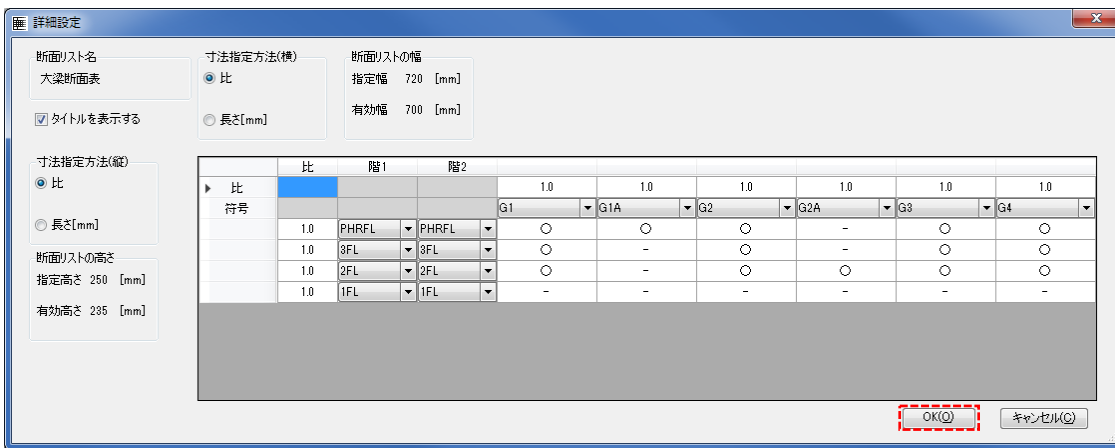 詳細設定
断面リスト名
大梁断面表
タイトルを表示する
寸法指定方法(横)
比
長さ[mm]
断面リストの幅
指定幅 720 [mm]
有効幅 700 [mm]
寸法指定方法(縦)
比
長さ[mm]
断面リストの高さ
指定高さ 250 [mm]
有効高さ 235 [mm]
比 階1 階2
比 1.0 1.0 1.0 1.0 1.0 1.0
符号 G1 G1A G2 G2A G3 G4
1.0 PHRFL PHRFL ○ ○ ○ - ○ ○
1.0 3FL 3FL ○ - ○ - ○ ○
1.0 2FL 2FL ○ - ○ ○ ○ ○
1.0 1FL 1FL - - - - - -
OK(O) キャンセル(C)